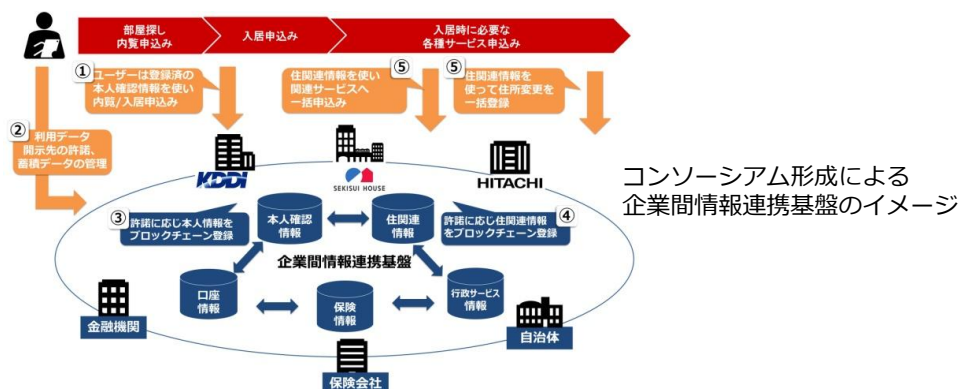 部屋探し
内覧申込み
入居申込み
入居時に必要な
各種サービス申込み
①
ユーザーは登録済の
本人確認情報を使い
内覧/入居申込み
⑤
住関連情報を使い
関連サービスへ
一括申込み
⑤
住関連情報を
使って住所変更を
一括登録
②
利用データ
開示先の許諾、
蓄積データの管理
KDDI
SEKISUI HOUSE
HITACHI
コンソーシアム形成による
企業間情報連携基盤のイメージ
③
許諾に応じ本人情報を
ブロックチェーン登録
本人確認
情報
住関連
情報
④
許諾に応じ住関連情報
をブロックチェーン登録
企業間情報連携基盤
口座
情報
保険
情報
行政サービス
情報
金融機関
自治体
保険会社